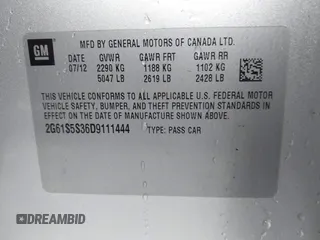 GM
MFD BY GENERAL MOTORS OF CANADA LTD.
DATE GVWR GAWR FRT GAWR RR
07/12 2290 KG 1188 KG 1102 KG
5047 LB 2619 LB 2428 LB
THIS VEHICLE CONFORMS TO ALL APPLICABLE U.S. FEDERAL MOTOR
VEHICLE SAFETY, BUMPER, AND THEFT PREVENTION STANDARDS
IN EFFECT ON THE DATE OF MANUFACTURE SHOWN ABOVE.
2G61S5S36D9111444 TYPE: PASS CAR
DREAMBID